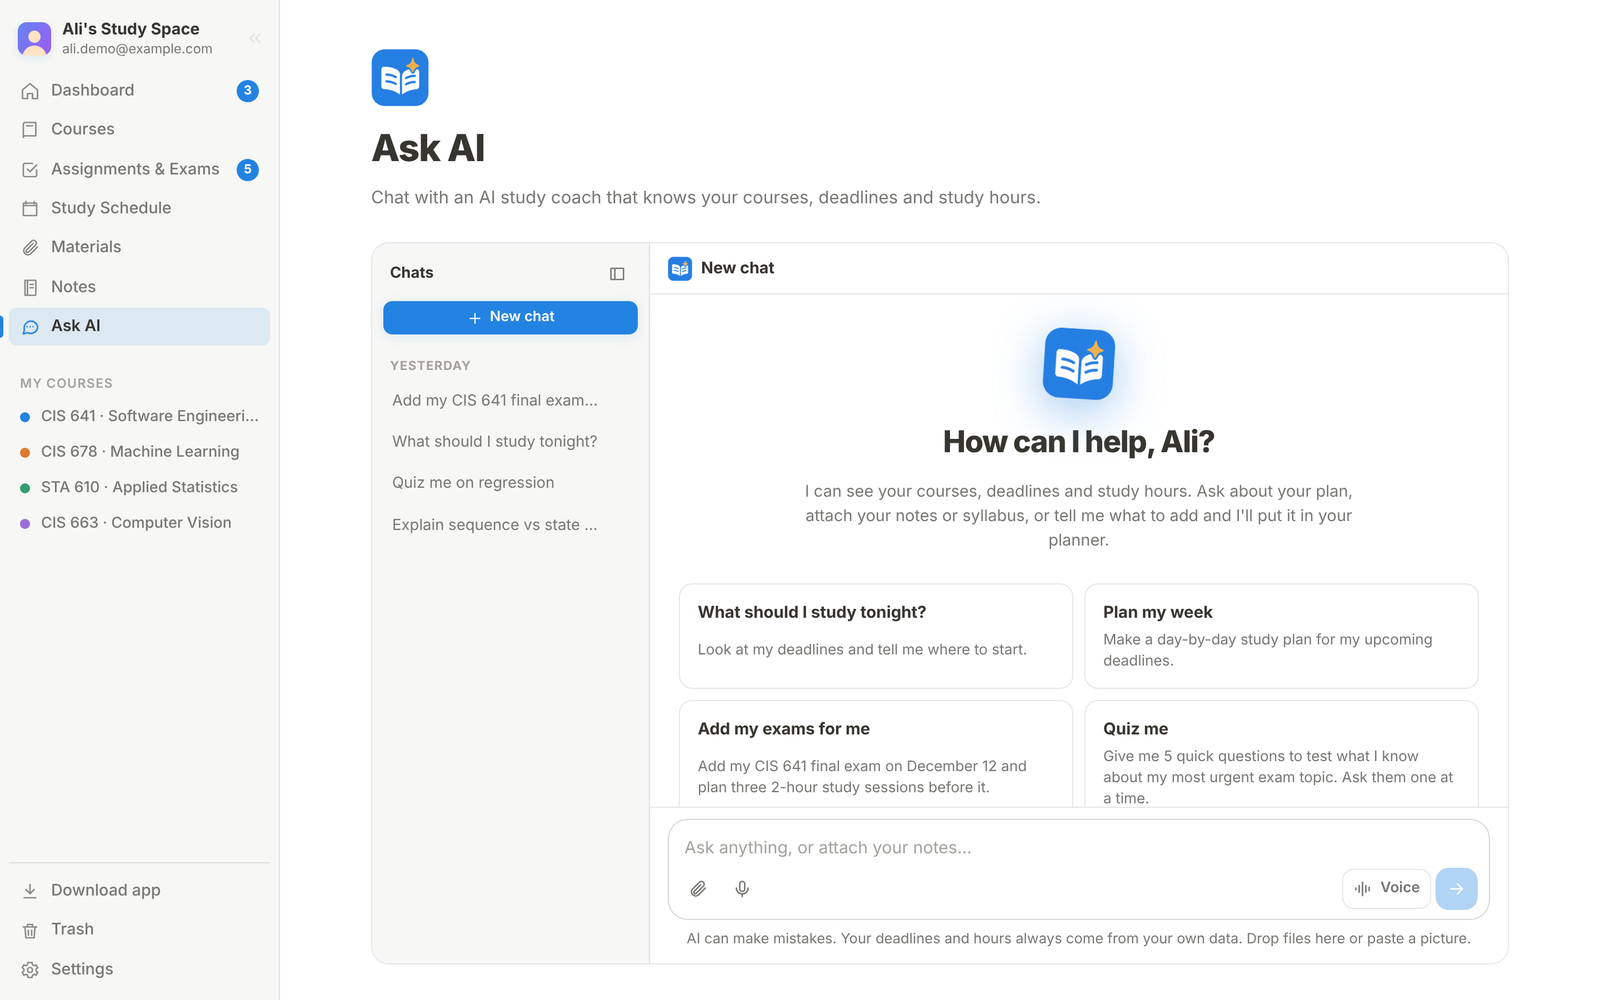 Ali's Study Space
ali.demo@example.com
Dashboard
3
Courses
Assignments & Exams
5
Study Schedule
Materials
Notes
Ask AI
MY COURSES
CIS 641 · Software Engineeri...
CIS 678 · Machine Learning
STA 610 · Applied Statistics
CIS 663 · Computer Vision
Download app
Trash
Settings
Ask AI
Chat with an AI study coach that knows your courses, deadlines and study hours.
Chats
New chat
YESTERDAY
Add my CIS 641 final exam...
What should I study tonight?
Quiz me on regression
Explain sequence vs state ...
New chat
How can I help, Ali?
I can see your courses, deadlines and study hours. Ask about your plan,
attach your notes or syllabus, or tell me what to add and I'll put it in your
planner.
What should I study tonight?
Look at my deadlines and tell me where to start.
Plan my week
Make a day-by-day study plan for my upcoming
deadlines.
Add my exams for me
Add my CIS 641 final exam on December 12 and
plan three 2-hour study sessions before it.
Quiz me
Give me 5 quick questions to test what I know
about my most urgent exam topic. Ask them one at
a time.
Ask anything, or attach your notes...
Voice
AI can make mistakes. Your deadlines and hours always come from your own data. Drop files here or paste a picture.